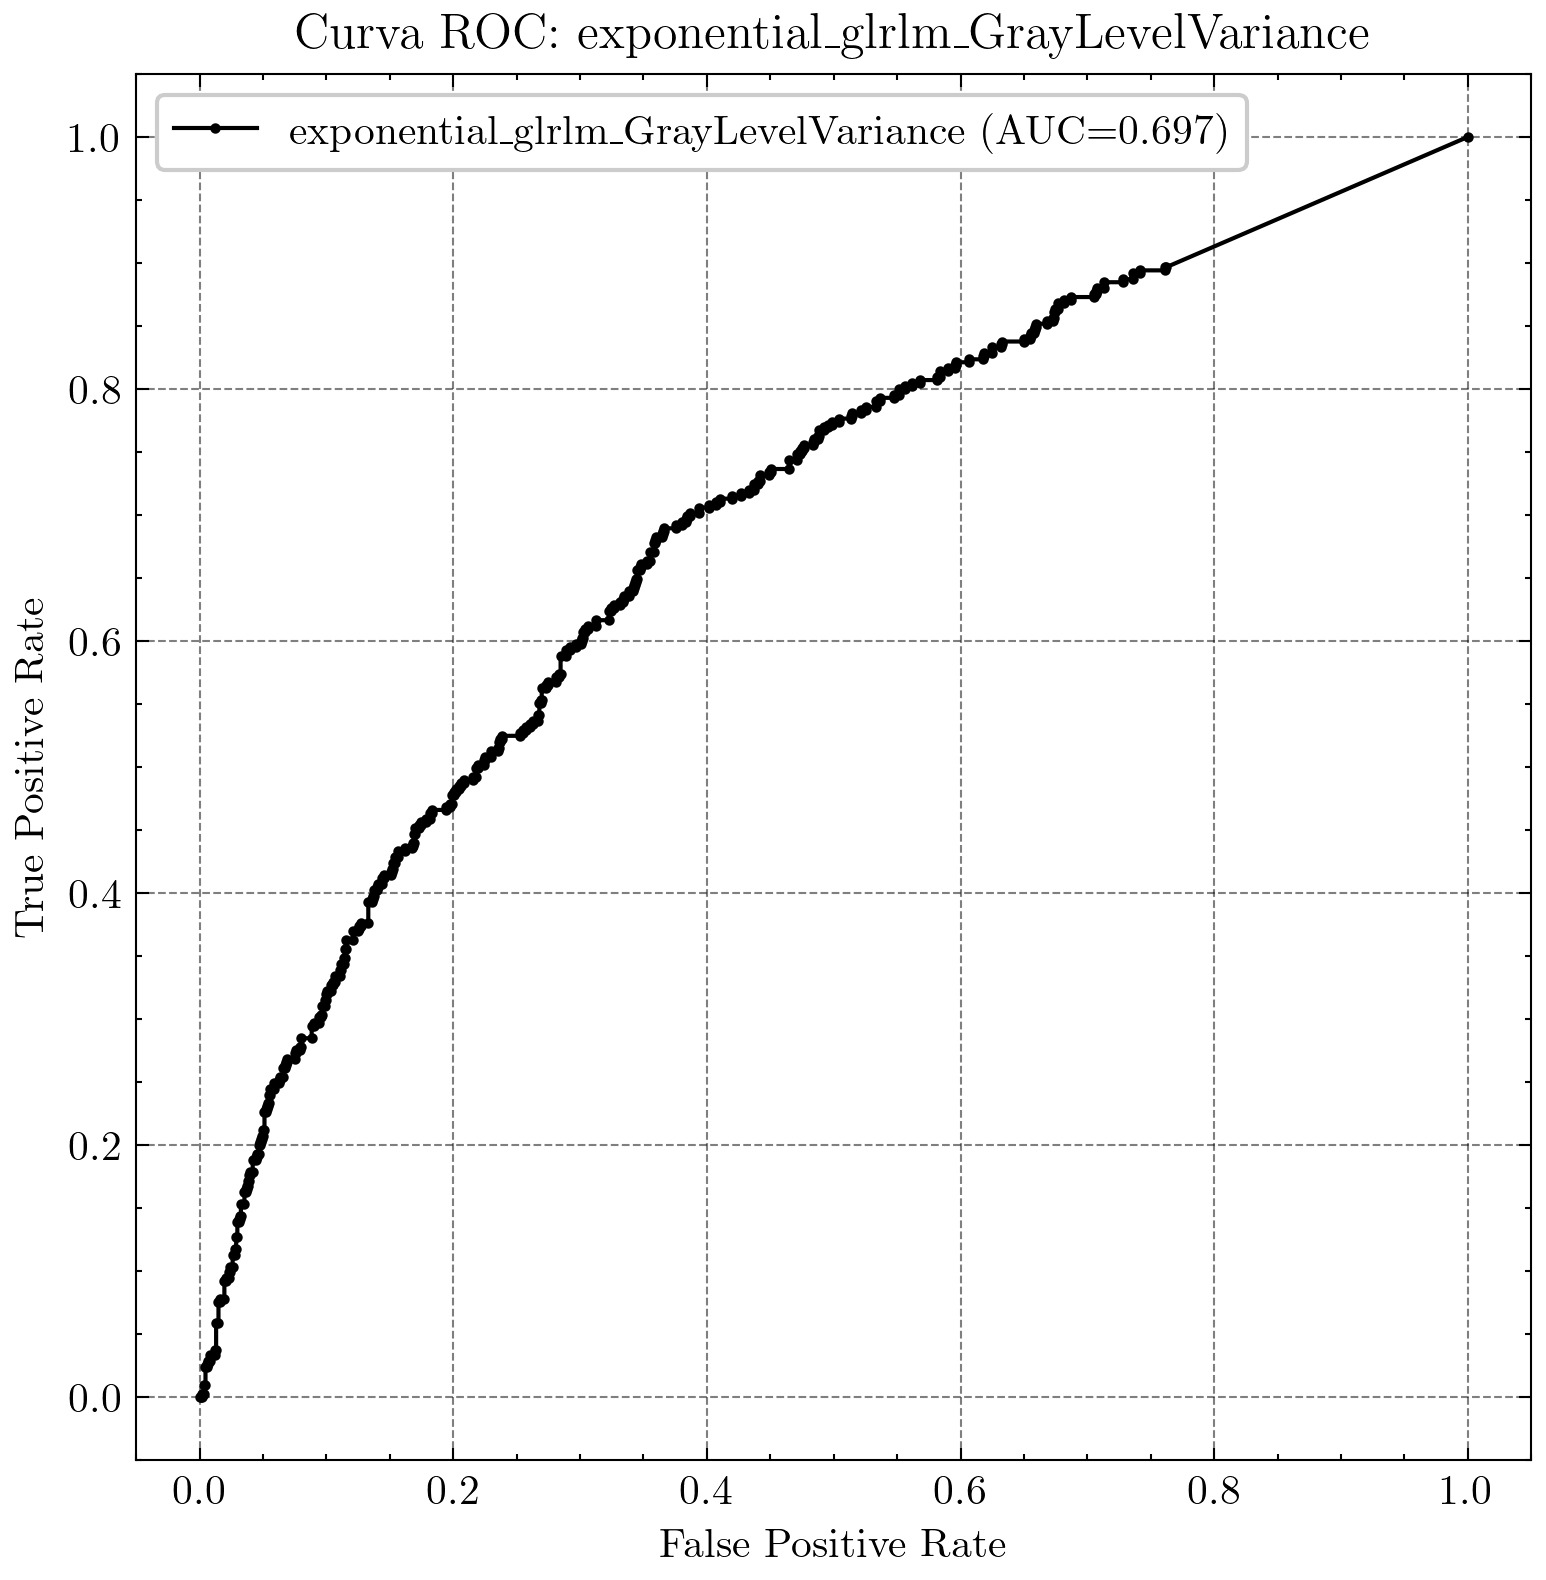 Curva ROC: exponential_glrlm_GrayLevelVariance
exponential_glrlm_GrayLevelVariance (AUC=0.697)
1.0
0.8
0.6
0.4
0.2
0.0
True Positive Rate
0.0 0.2 0.4 0.6 0.8 1.0
False Positive Rate